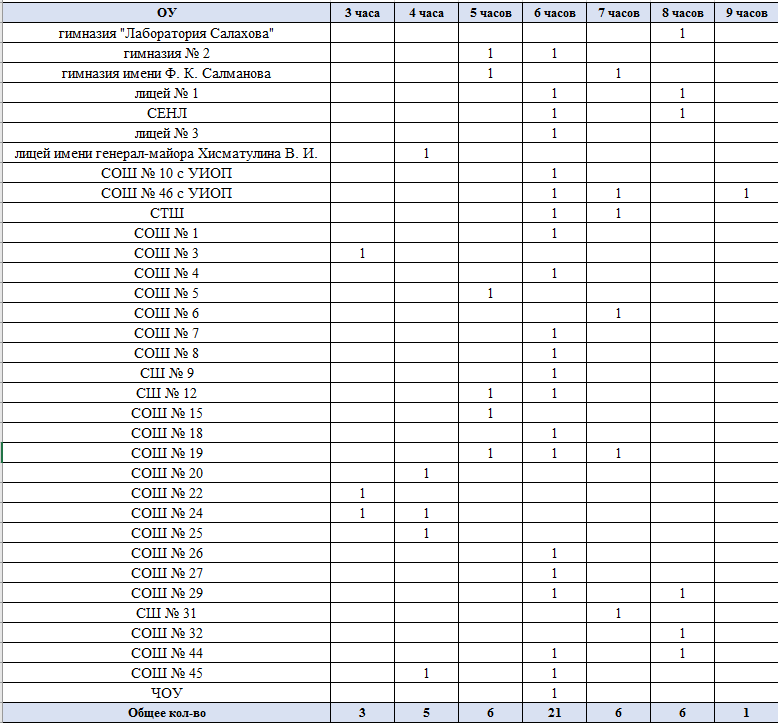 ОУ 3 часа 4 часа 5 часов 6 часов 7 часов 8 часов 9 часов
гимназия "Лаборатория Салахова" 1
гимназия № 2 1 1
гимназия имени Ф. К. Салманова 1 1
лицей № 1 1 1
СЕНЛ 1 1
лицей № 3 1
лицей имени генерал-майора Хисматулина В. И. 1
СОШ № 10 с УИОП 1
СОШ № 46 с УИОП 1 1 1
СТШ 1 1
СОШ № 1 1
СОШ № 3 1
СОШ № 4 1
СОШ № 5 1
СОШ № 6 1
СОШ № 7 1
СОШ № 8 1
СШ № 9 1
СШ № 12 1 1
СОШ № 15 1
СОШ № 18 1
СОШ № 19 1 1 1
СОШ № 20 1
СОШ № 22 1
СОШ № 24 1 1
СОШ № 25 1
СОШ № 26 1
СОШ № 27 1
СОШ № 29 1 1
СШ № 31 1
СОШ № 32 1
СОШ № 44 1 1
СОШ № 45 1 1
ЧОУ 1
Общее кол-во 3 5 6 21 6 6 1